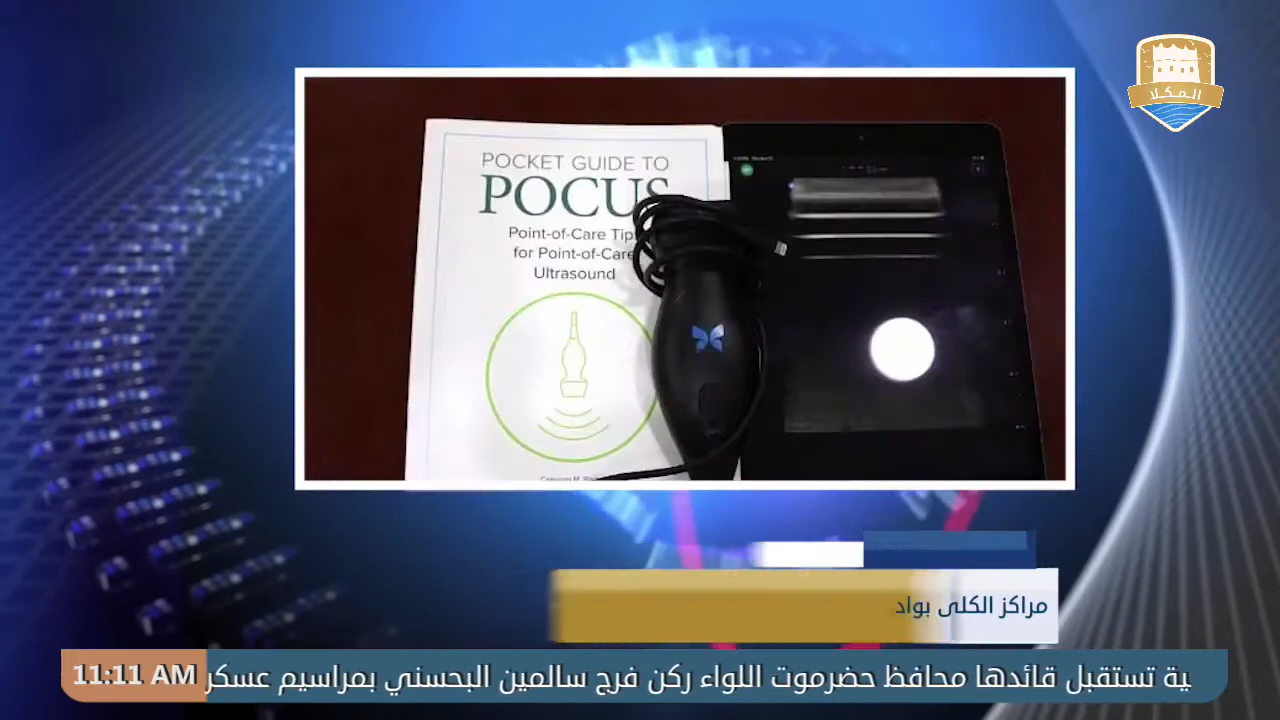 المكلا
POCKET GUIDE TO
POCUS
Point-of-Care Tips
for Point-of-Care
Ultrasound
مراكز الكلى بواد
ية تستقبل قائدها محافظ حضرموت اللواء ركن فرج سالمين البحسني بمراسيم عسكر
11:11 AM